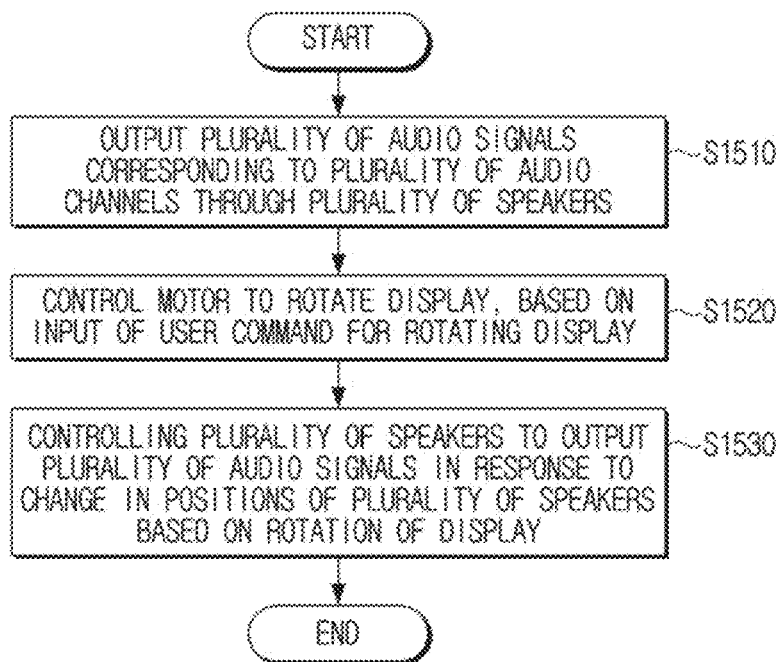 START
OUTPUT PLURALITY OF AUDIO SIGNALS
CORRESPONDING TO PLURALITY OF AUDIO
CHANNELS THROUGH PLURALITY OF SPEAKERS
S1510
CONTROL MOTOR TO ROTATE DISPLAY, BASED ON
INPUT OF USER COMMAND FOR ROTATING DISPLAY
S1520
CONTROLLING PLURALITY OF SPEAKERS TO OUTPUT
PLURALITY OF AUDIO SIGNALS IN RESPONSE TO
CHANGE IN POSITIONS OF PLURALITY OF SPEAKERS
BASED ON ROTATION OF DISPLAY
S1530
END